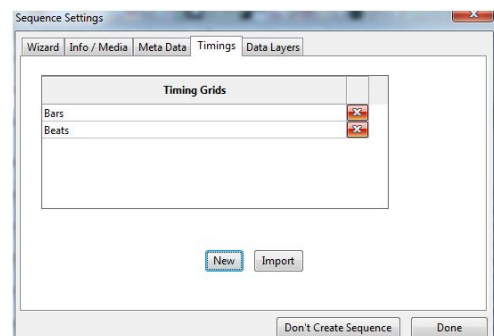 Sequence Settings
Wizard Info / Media Meta Data Timings Data Layers
Timing Grids
Bars
Beats
New Import
Don't Create Sequence Done